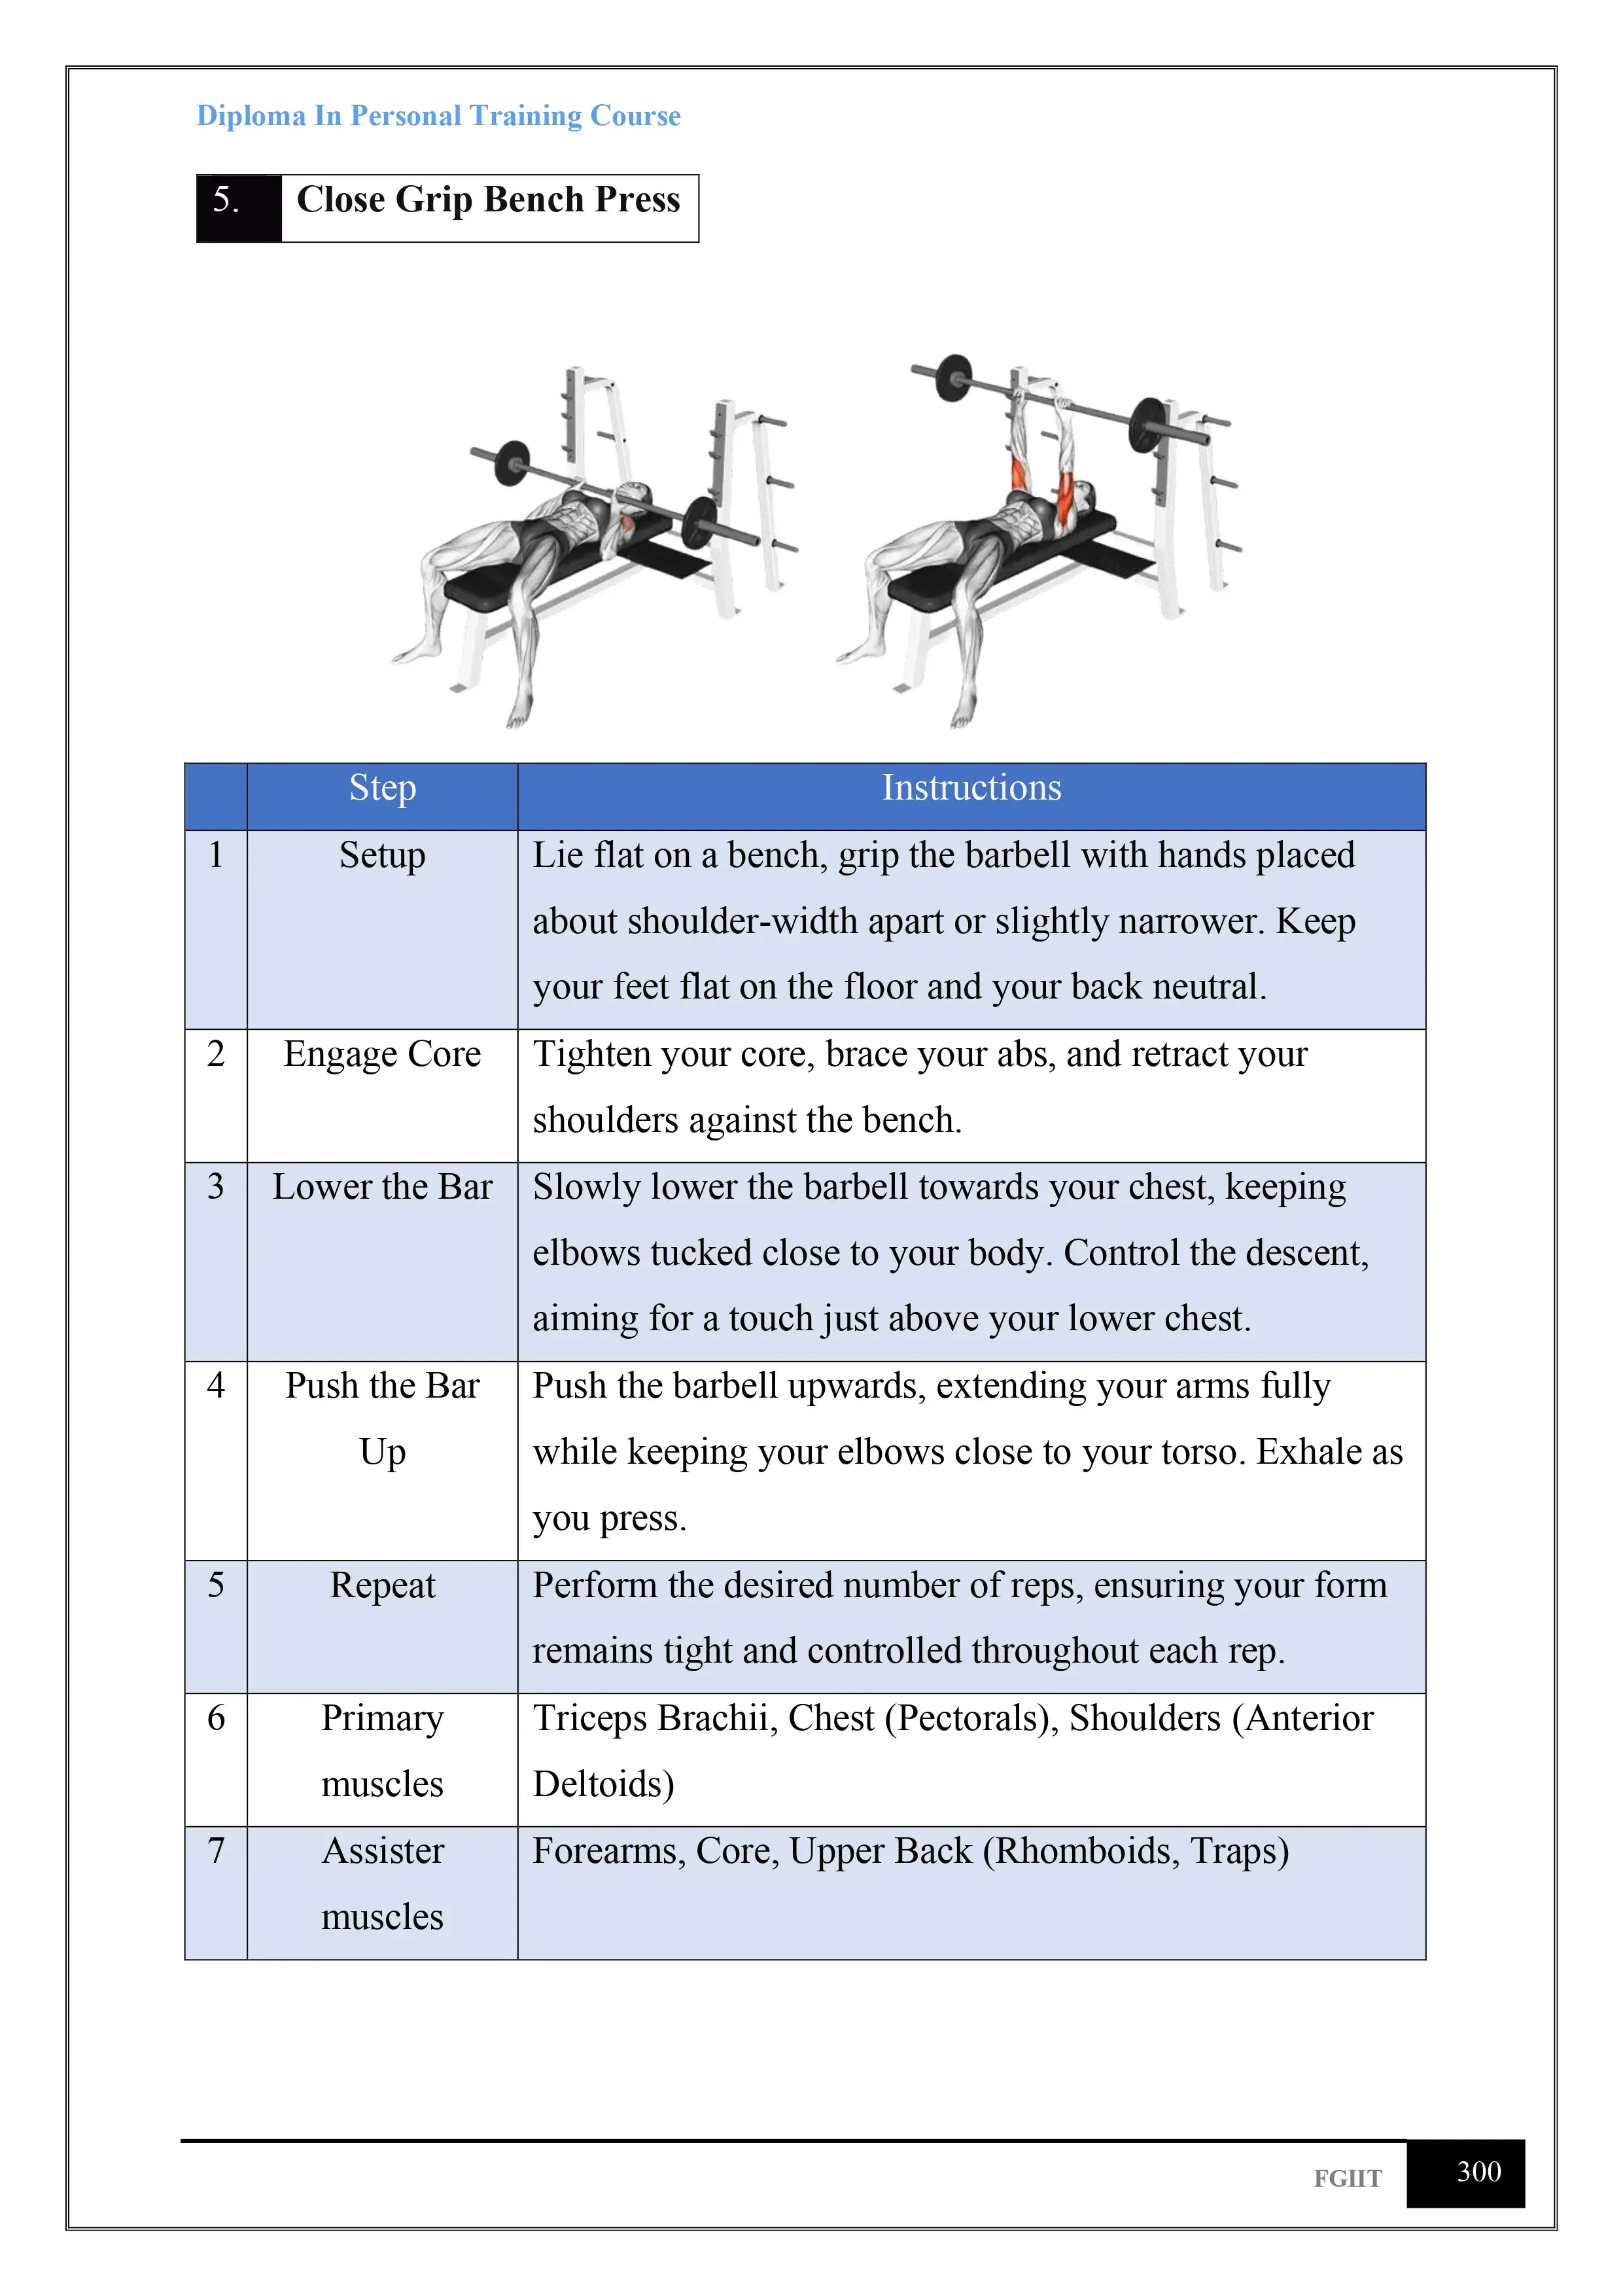 Diploma In Personal Training Course
5. Close Grip Bench Press
Step Instructions
1 Setup Lie flat on a bench, grip the barbell with hands placed
about shoulder-width apart or slightly narrower. Keep
your feet flat on the floor and your back neutral.
2 Engage Core Tighten your core, brace your abs, and retract your
shoulders against the bench.
3 Lower the Bar Slowly lower the barbell towards your chest, keeping
elbows tucked close to your body. Control the descent,
aiming for a touch just above your lower chest.
4 Push the Bar Push the barbell upwards, extending your arms fully
Up while keeping your elbows close to your torso. Exhale as
you press.
5 Repeat Perform the desired number of reps, ensuring your form
remains tight and controlled throughout each rep.
6 Primary Triceps Brachii, Chest (Pectorals), Shoulders (Anterior
muscles Deltoids)
7 Assister Forearms, Core, Upper Back (Rhomboids, Traps)
muscles
FGIIT 300